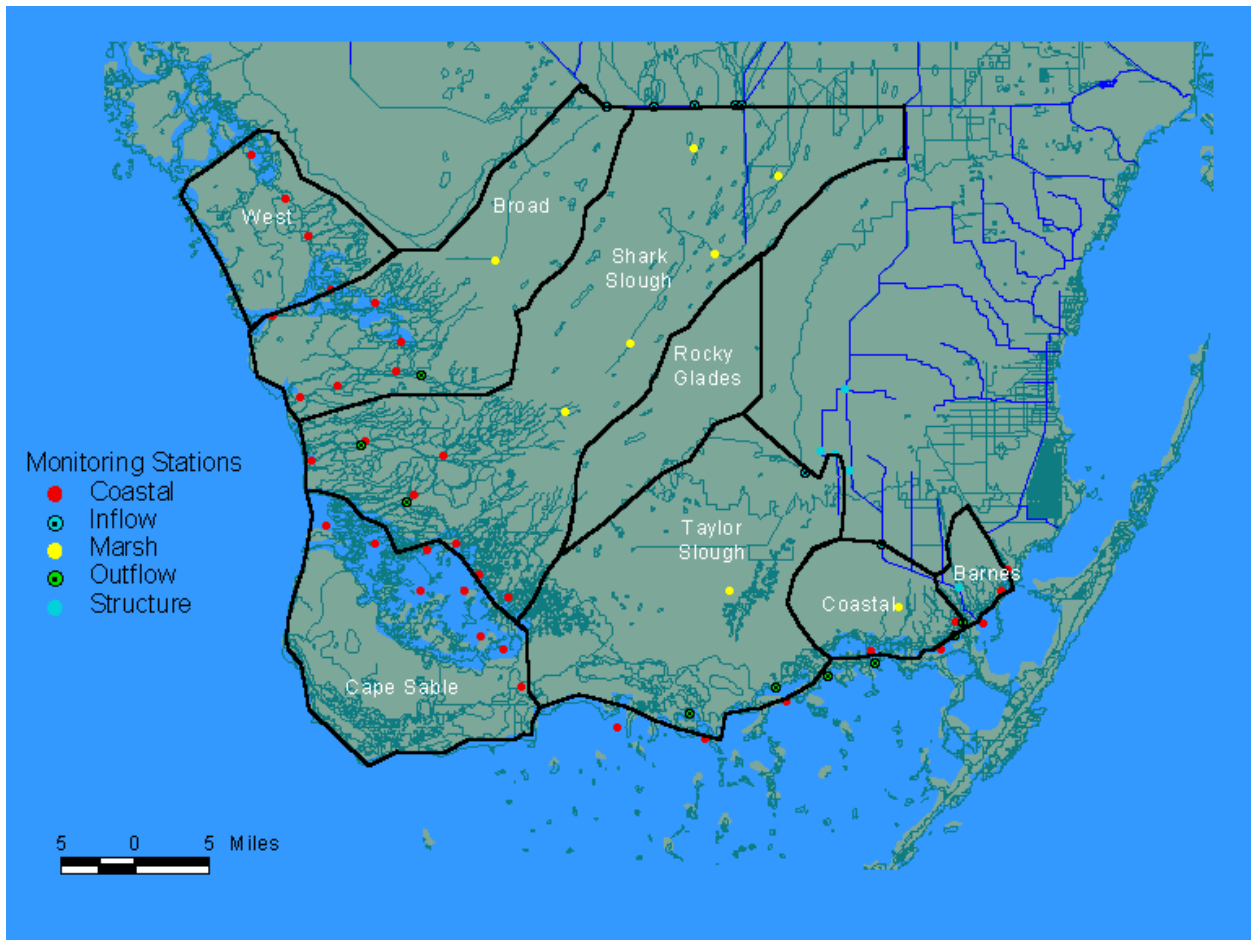 West
Broad
Shark
Slough
Rocky
Glades
Monitoring Stations
Coastal
Inflow
Marsh
Outflow
Structure
Taylor
Slough
Barnes
Coastal
Cape Sable
5 0 5 Miles